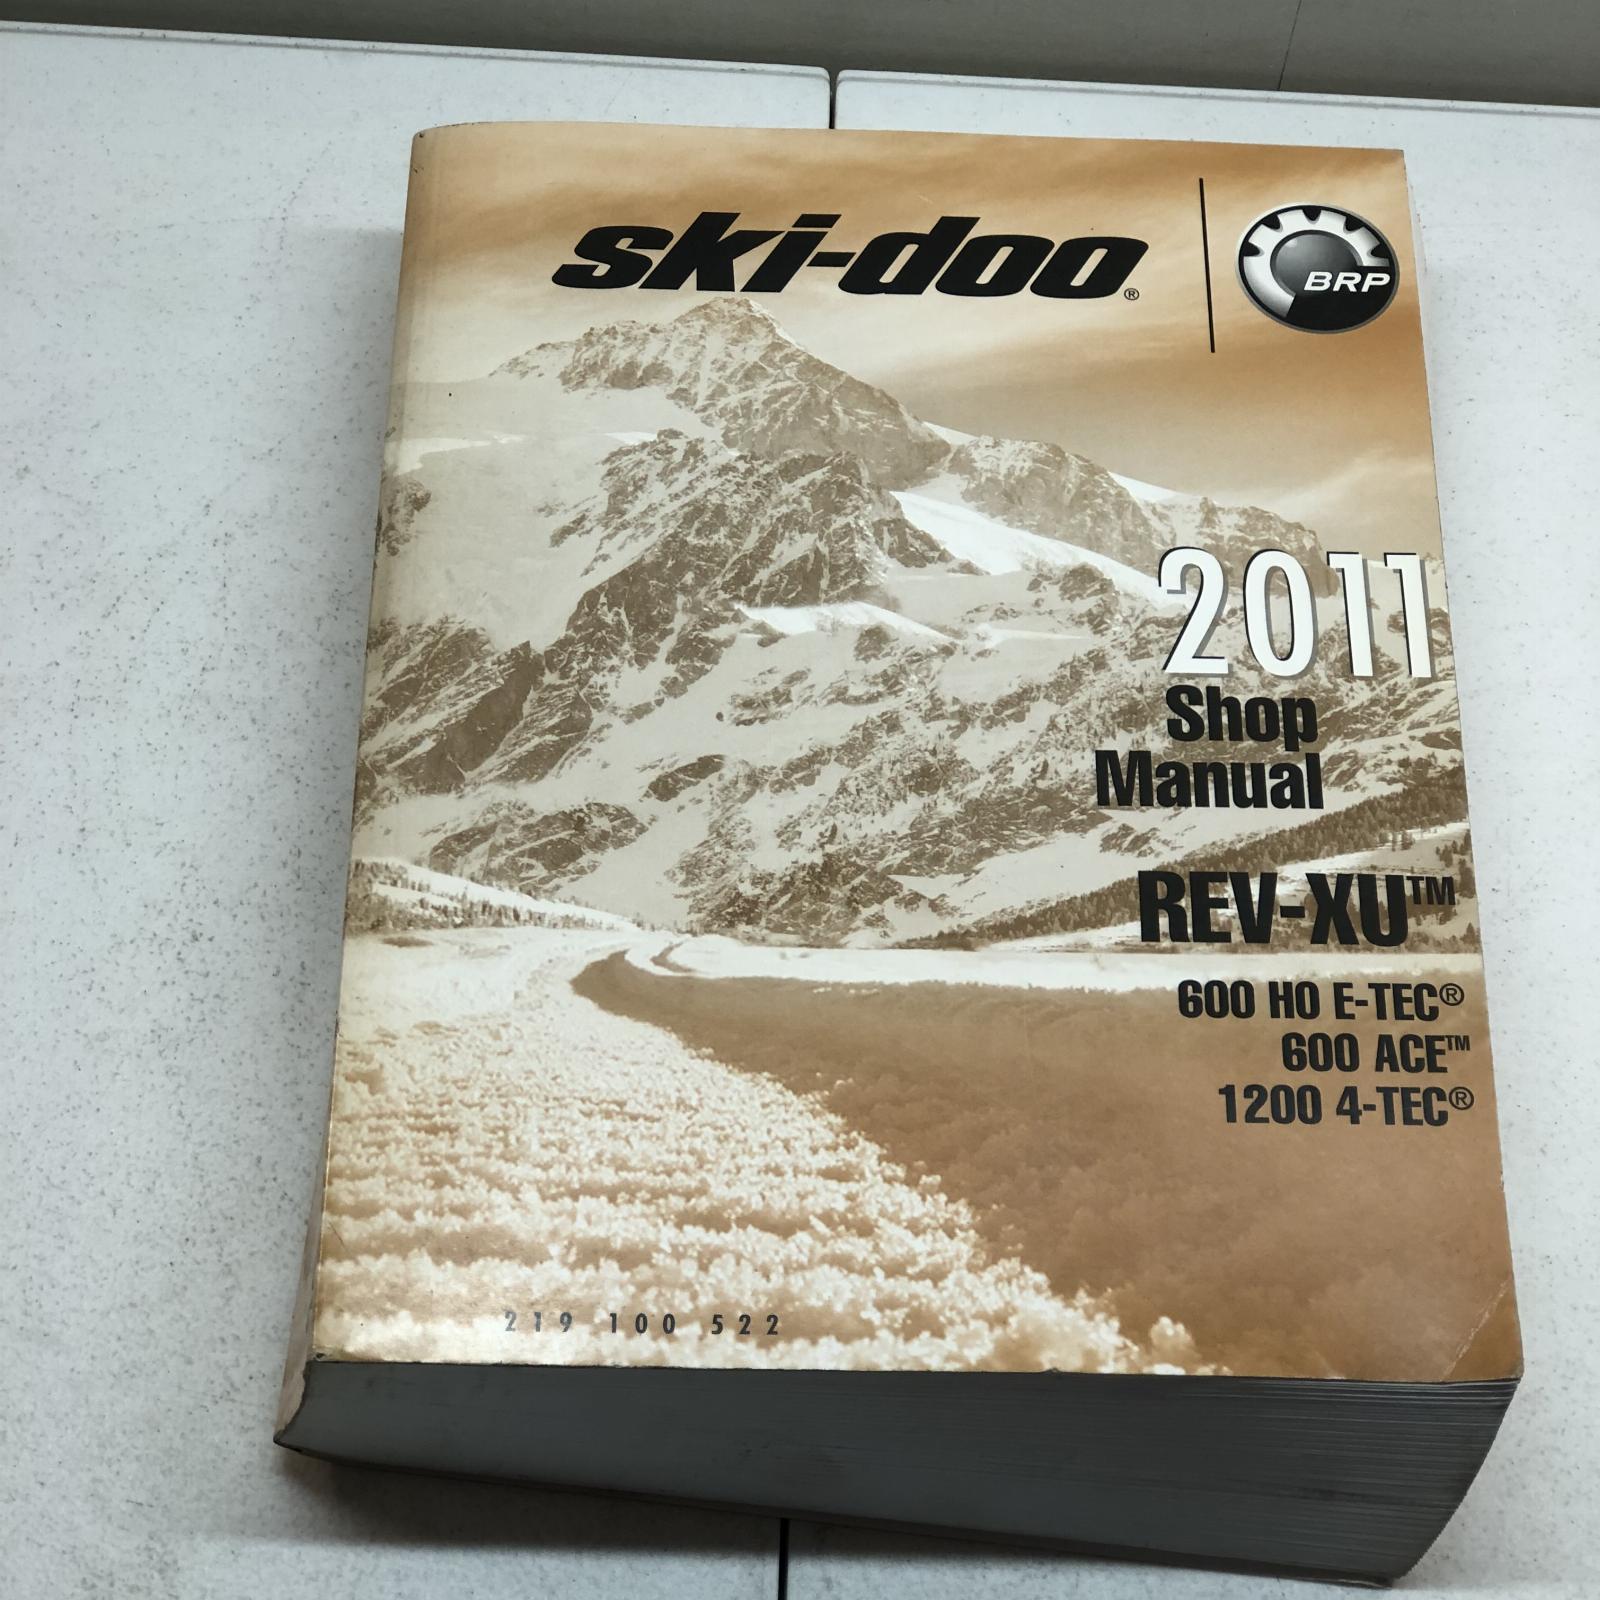 ski-doo®
BRP
2011
Shop
Manual
REV-XU™
600 HO E-TEC®
600 ACE™
1200 4-TEC®
219 100 522